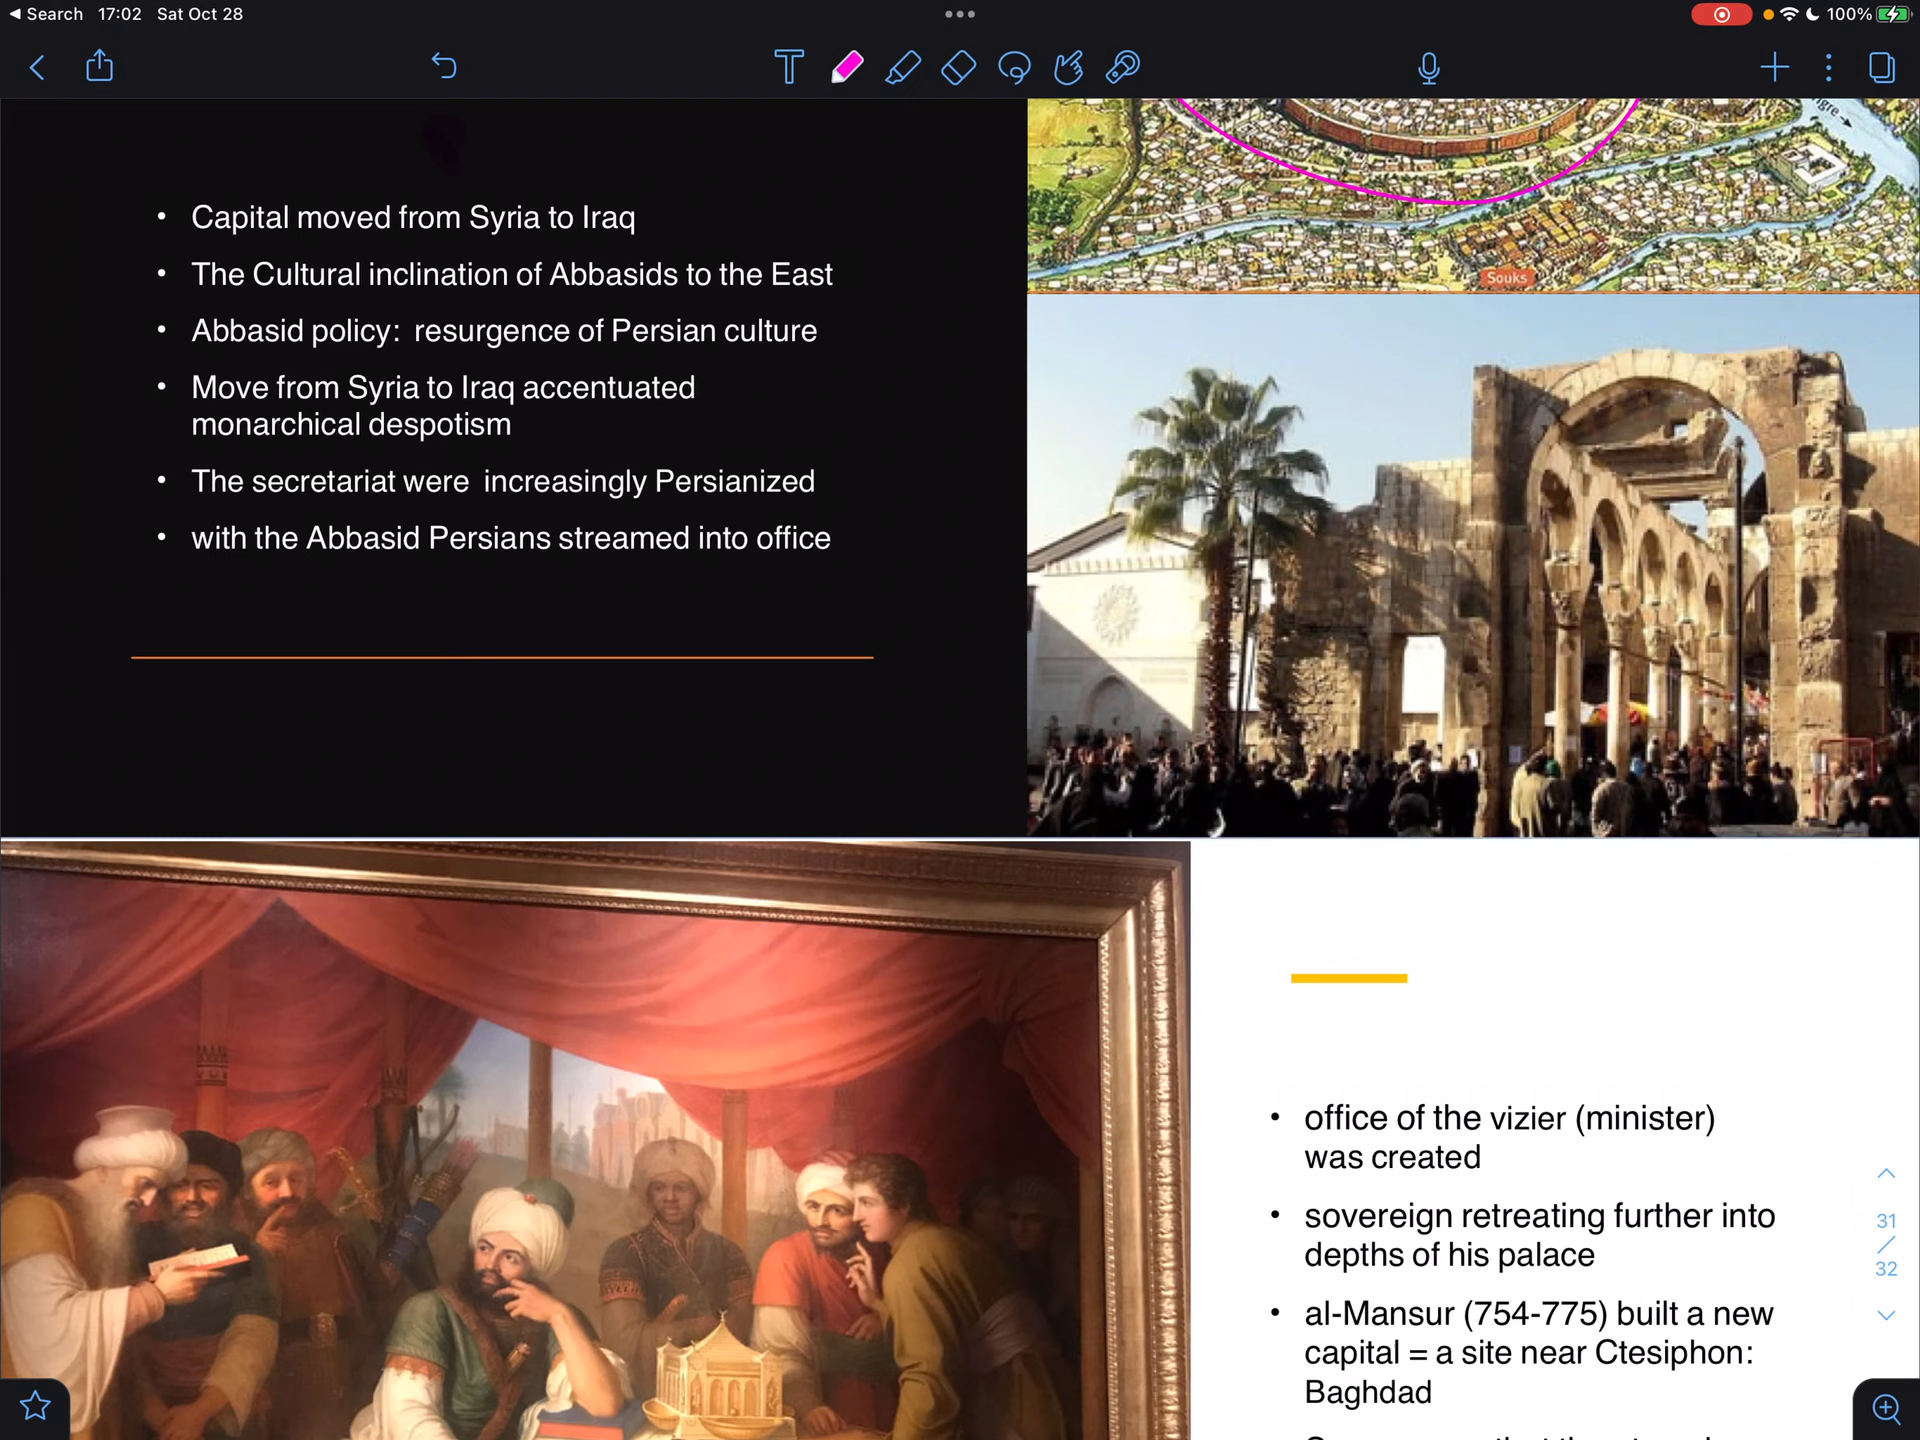 Search 17:02 Sat Oct 28
100%
• Capital moved from Syria to Iraq
• The Cultural inclination of Abbasids to the East
• Abbasid policy: resurgence of Persian culture
• Move from Syria to Iraq accentuated
monarchical despotism
• The secretariat were increasingly Persianized
• with the Abbasid Persians streamed into office
Souks
• office of the vizier (minister)
was created
• sovereign retreating further into
depths of his palace
• al-Mansur (754-775) built a new
capital = a site near Ctesiphon:
Baghdad
31
/
32